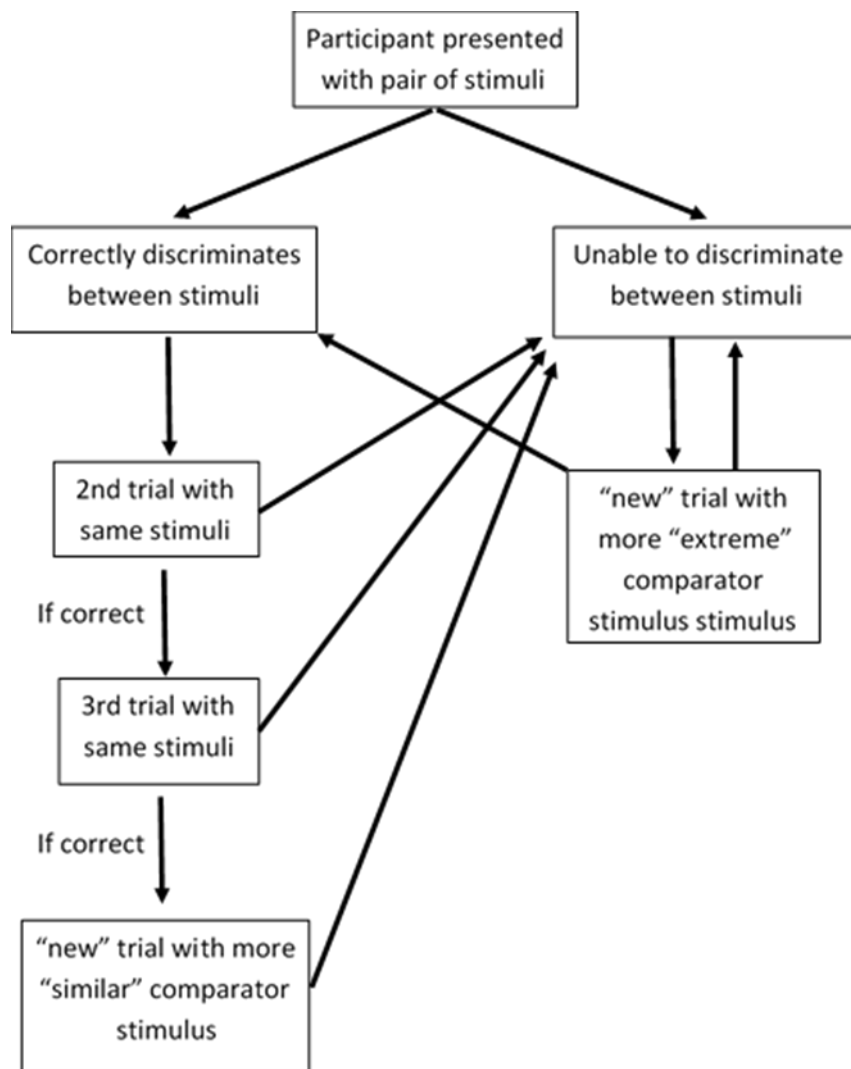 Participant presented
with pair of stimuli
Correctly discriminates
between stimuli
Unable to discriminate
between stimuli
2nd trial with
same stimuli
“new” trial with
more “extreme”
comparator
stimulus stimulus
If correct
3rd trial with
same stimuli
If correct
“new” trial with more
“similar” comparator
stimulus